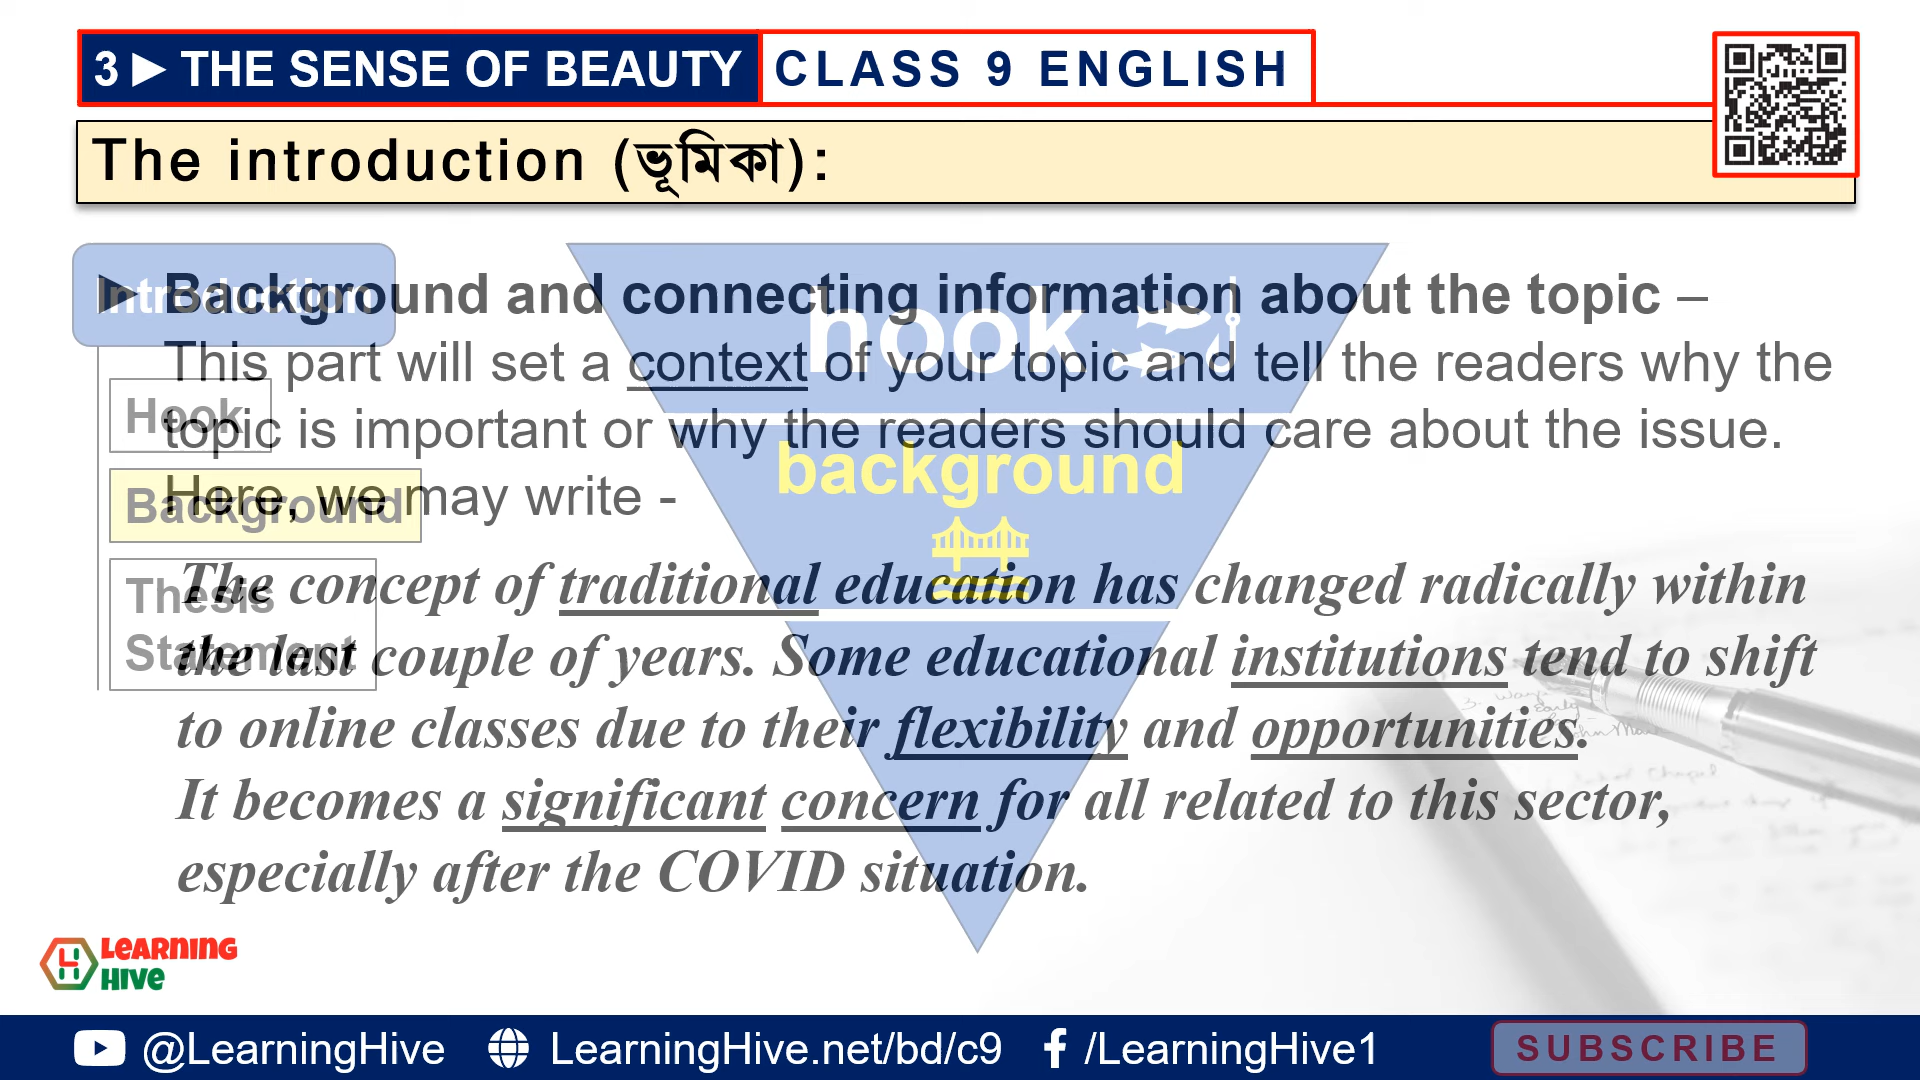 3 ► THE SENSE OF BEAUTY CLASS 9 ENGLISH
The introduction (ভূমিকা):
Introduction
► Background and connecting information about the topic –
This part will set a context of your topic and tell the readers why the
topic is important or why the readers should care about the issue.
Here, we may write -
hook
Hook
background
Background
Thesis
Statement
The concept of traditional education has changed radically within
the last couple of years. Some educational institutions tend to shift
to online classes due to their flexibility and opportunities.
It becomes a significant concern for all related to this sector,
especially after the COVID situation.
LEARNING
HIVE
@LearningHive LearningHive.net/bd/c9 /LearningHive1 SUBSCRIBE